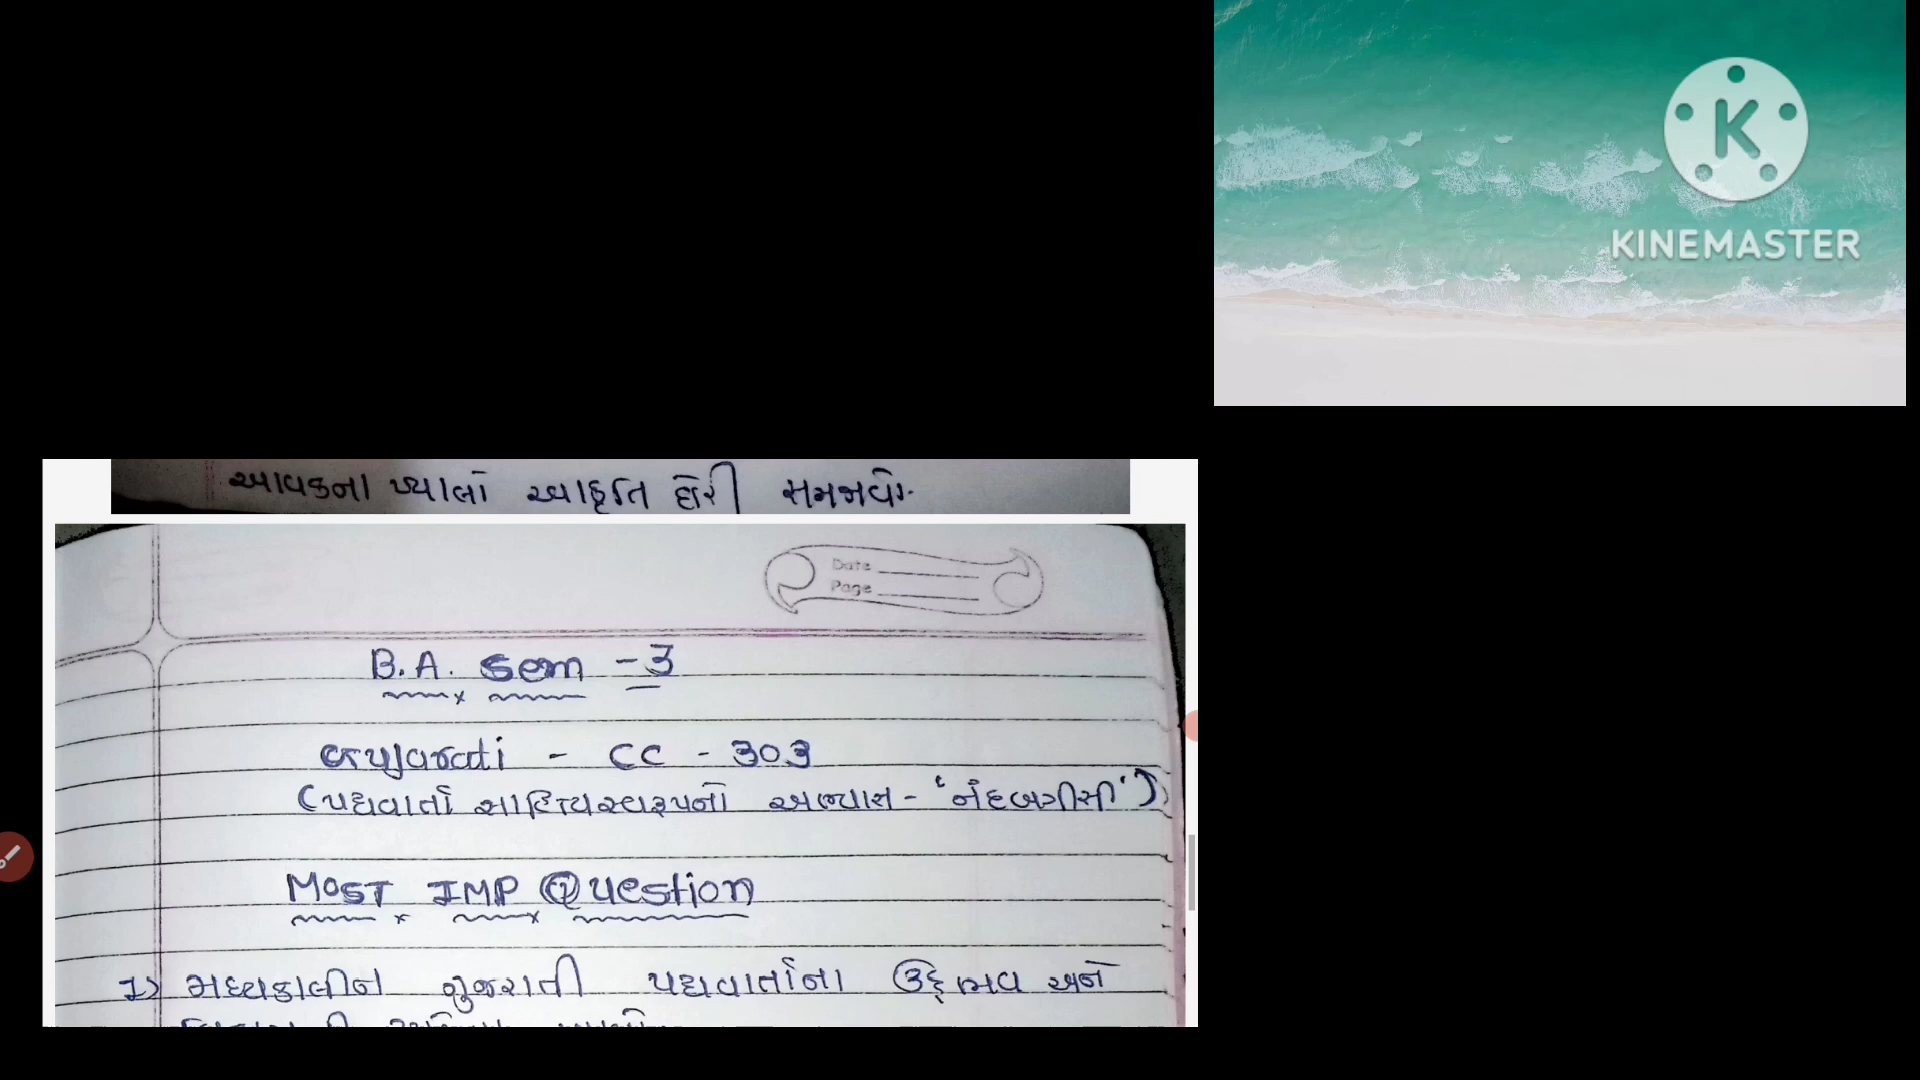 KINEMASTER
આવકના ખ્યાલો આકૃતિ દોરી સમજાવો.
Date
Page
B.A. Sem - 3
Gujarati - CC - 303
(પદ્યવાર્તા સાહિત્યસ્વરૂપનો અભ્યાસ - 'નંદબત્રીસી')
MOST IMP Question
1) મધ્યકાલીન ગુજરાતી પદ્યવાર્તાના ઉદ્દભવ અને